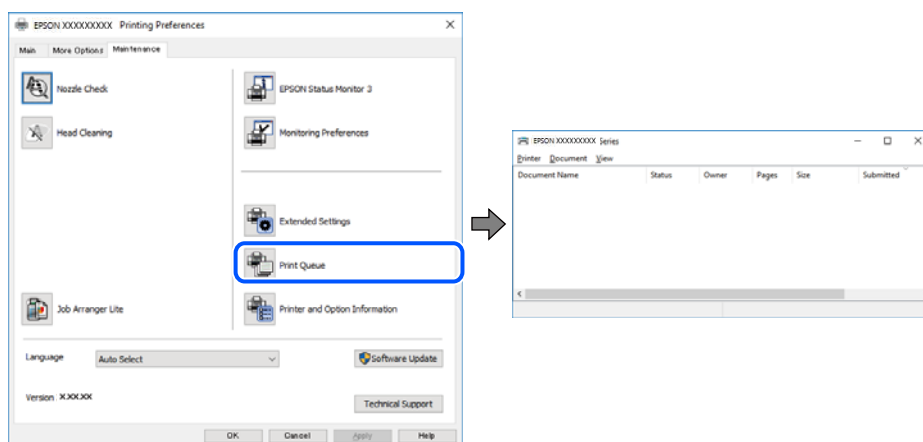 EPSON XXXXXXXXX Printing Preferences
Main More Options Maintenance
Nozzle Check
EPSON Status Monitor 3
Head Cleaning
Monitoring Preferences
Extended Settings
Print Queue
Job Arranger Lite
Printer and Option Information
Language Auto Select
Software Update
Version X.XX.XX
Technical Support
OK Cancel Apply Help
EPSON XXXXXXXXX Series
Printer Document View
Document Name Status Owner Pages Size Submitted